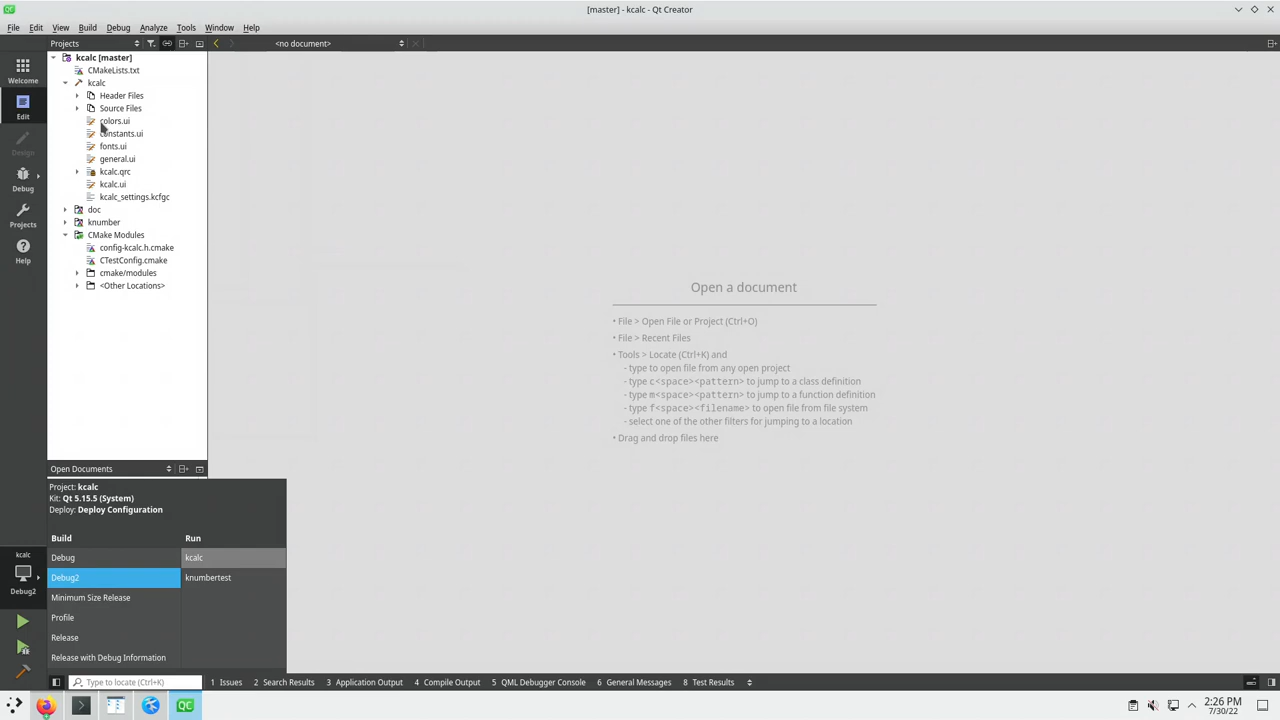 [master] - kcalc - Qt Creator
File Edit View Build Debug Analyze Tools Window Help
Projects
<no document>
kcalc [master]
CMakeLists.txt
kcalc
Header Files
Source Files
colors.ui
constants.ui
fonts.ui
general.ui
kcalc.qrc
kcalc.ui
kcalc_settings.kcfgc
doc
knumber
CMake Modules
config-kcalc.h.cmake
CTestConfig.cmake
cmake/modules
<Other Locations>
Welcome
Edit
Design
Debug
Projects
Help
Open a document
• File > Open File or Project (Ctrl+O)
• File > Recent Files
• Tools > Locate (Ctrl+K) and
- type to open file from any open project
- type c<space><pattern> to jump to a class definition
- type m<space><pattern> to jump to a function definition
- type f<space><filename> to open file from file system
- select one of the other filters for jumping to a location
• Drag and drop files here
Open Documents
Project: kcalc
Kit: Qt 5.15.5 (System)
Deploy: Deploy Configuration
Build Run
Debug kcalc
Debug2 knumbertest
Minimum Size Release
Profile
Release
Release with Debug Information
kcalc
Debug2
Type to locate (Ctrl+K)
1 Issues 2 Search Results 3 Application Output 4 Compile Output 5 QML Debugger Console 6 General Messages 8 Test Results
QC
2:26 PM
7/30/22